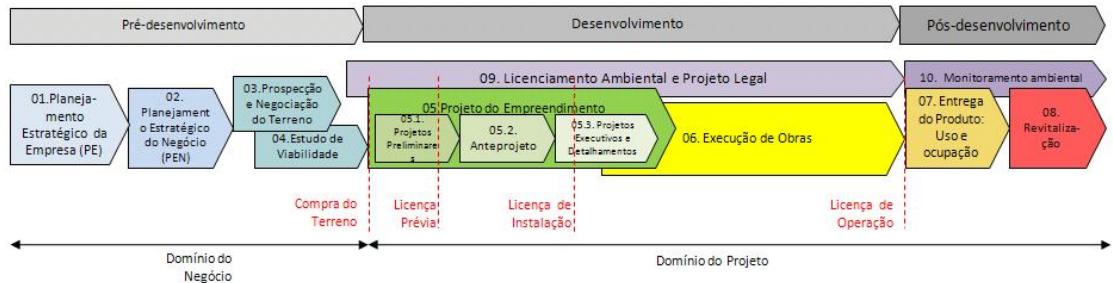 Pré-desenvolvimento
Desenvolvimento
Pós-desenvolvimento
01.Planeja-
mento
Estratégico da
Empresa (PE)
02.
Planejament
o Estratégico
do Negócio
(PEN)
03.Prospecção
e Negociação
do Terreno
04.Estudo de
Viabilidade
09. Licenciamento Ambiental e Projeto Legal
05.Projeto do Empreendimento
05.1.
Projetos
Preliminare
s
05.2.
Anteprojeto
05.3. Projetos
Executivos e
Detalhamentos
06. Execução de Obras
10. Monitoramento ambiental
07. Entrega
do Produto:
Uso e
ocupação
08.
Revitaliza-
ção
Compra do
Terreno
Licença
Prévia
Licença de
Instalação
Licença de
Operação
Domínio do
Negócio
Domínio do Projeto